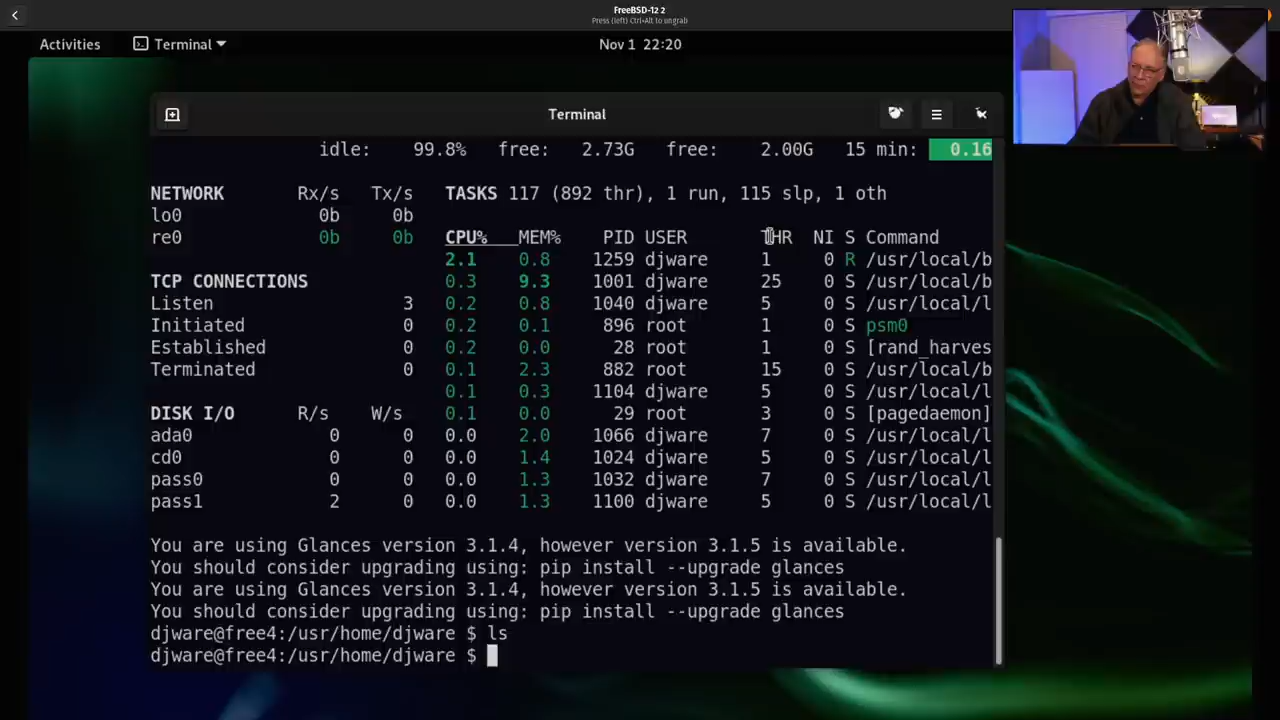 FreeBSD-12 2
Press (left) Ctrl+Alt to ungrab
Activities Terminal Nov 1 22:20
Terminal
idle: 99.8% free: 2.73G free: 2.00G 15 min: 0.16
NETWORK Rx/s Tx/s TASKS 117 (892 thr), 1 run, 115 slp, 1 oth
lo0 0b 0b
re0 0b 0b CPU% MEM% PID USER THR NI S Command
2.1 0.8 1259 djware 1 0 R /usr/local/b
TCP CONNECTIONS 0.3 9.3 1001 djware 25 0 S /usr/local/b
Listen 3 0.2 0.8 1040 djware 5 0 S /usr/local/l
Initiated 0 0.2 0.1 896 root 1 0 S psm0
Established 0 0.2 0.0 28 root 1 0 S [rand_harves
Terminated 0 0.1 2.3 882 root 15 0 S /usr/local/b
0.1 0.3 1104 djware 5 0 S /usr/local/l
DISK I/O R/s W/s 0.1 0.0 29 root 3 0 S [pagedaemon]
ada0 0 0 0.0 2.0 1066 djware 7 0 S /usr/local/l
cd0 0 0 0.0 1.4 1024 djware 5 0 S /usr/local/l
pass0 0 0 0.0 1.3 1032 djware 7 0 S /usr/local/l
pass1 2 0 0.0 1.3 1100 djware 5 0 S /usr/local/l
You are using Glances version 3.1.4, however version 3.1.5 is available.
You should consider upgrading using: pip install --upgrade glances
You are using Glances version 3.1.4, however version 3.1.5 is available.
You should consider upgrading using: pip install --upgrade glances
djware@free4:/usr/home/djware $ ls
djware@free4:/usr/home/djware $